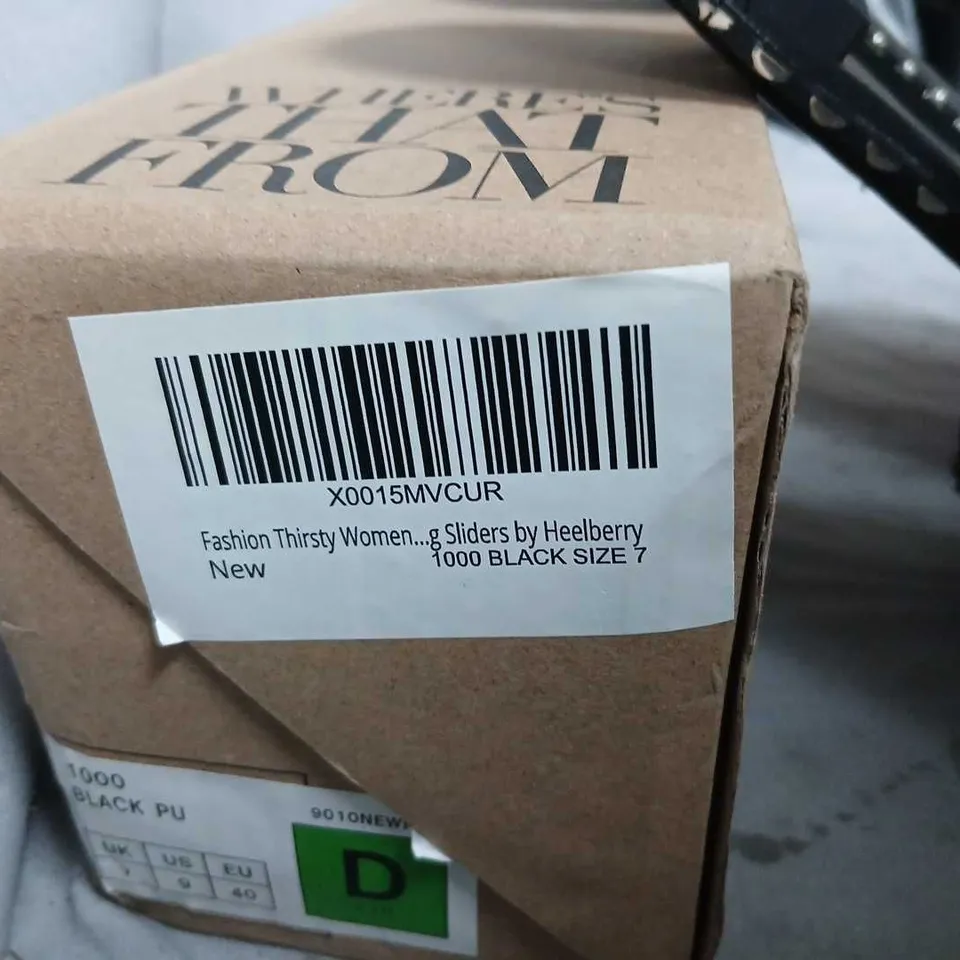 WHERE'S
THAT
FROM
X0015MVCUR
Fashion Thirsty Women...g Sliders by Heelberry
New
1000 BLACK SIZE 7
1000
BLACK PU
9010NEW
UK US EU
7 9 40
D